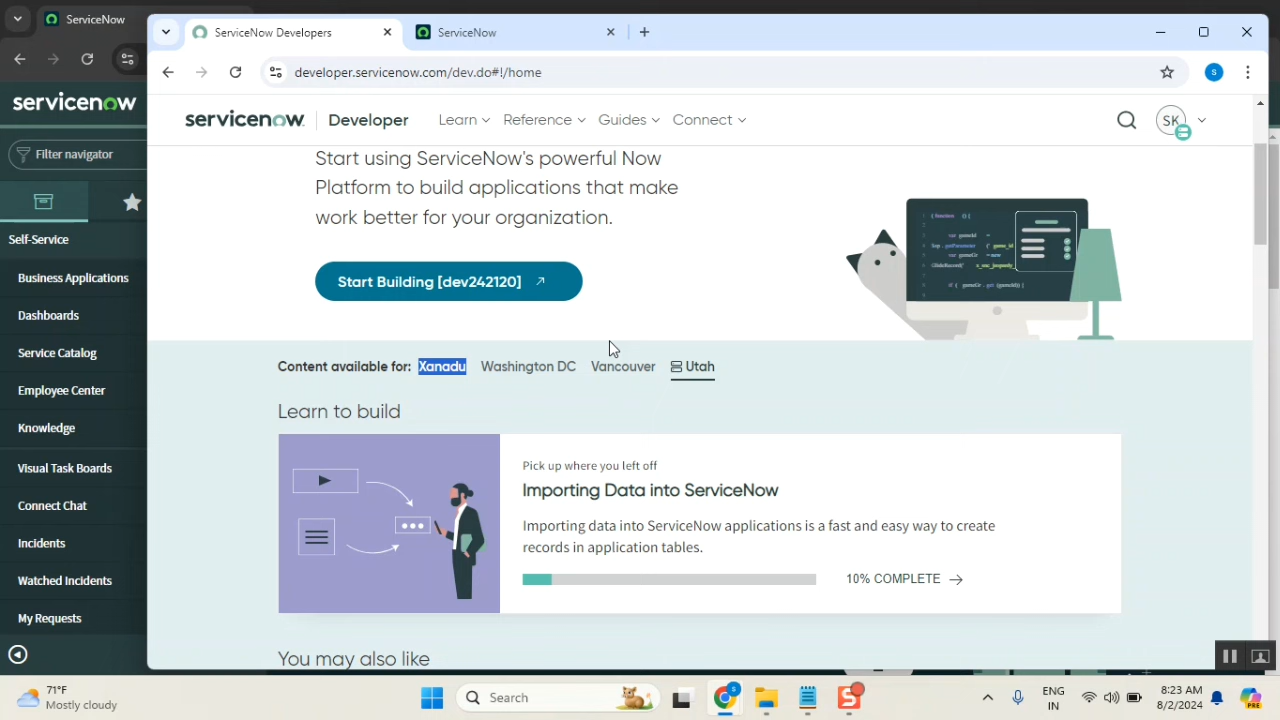 ServiceNow
ServiceNow Developers
ServiceNow
developer.servicenow.com/dev.do#!/home
servicenow
Filter navigator
Self-Service
Business Applications
Dashboards
Service Catalog
Employee Center
Knowledge
Visual Task Boards
Connect Chat
Incidents
Watched Incidents
My Requests
servicenow. Developer Learn Reference Guides Connect SK
Start using ServiceNow's powerful Now
Platform to build applications that make
work better for your organization.
Start Building [dev242120]
Content available for: Xanadu Washington DC Vancouver Utah
Learn to build
Pick up where you left off
Importing Data into ServiceNow
Importing data into ServiceNow applications is a fast and easy way to create
records in application tables.
10% COMPLETE
You may also like
71°F
Mostly cloudy
Search
ENG
IN
8:23 AM
8/2/2024